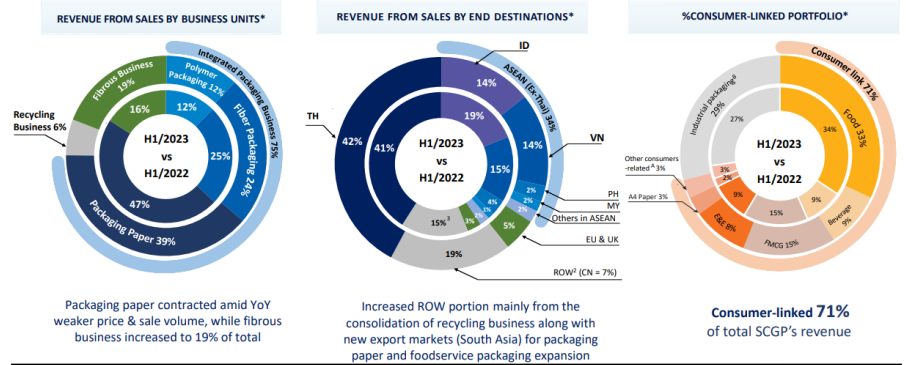 REVENUE FROM SALES BY BUSINESS UNITS*
Integrated Packaging Business 75%
Polymer
Packaging 12%
Fiber Packaging 24%
Packaging Paper 39%
Recycling
Business 6%
Fibrous Business
19%
12%
25%
47%
16%
H1/2023
vs
H1/2022
Packaging paper contracted amid YoY
weaker price & sale volume, while fibrous
business increased to 19% of total
REVENUE FROM SALES BY END DESTINATIONS*
ID
ASEAN (Ex-Thai) 34%
14%
VN
14%
PH
2%
MY
2%
Others in ASEAN
2%
EU & UK
5%
ROW² (CN = 7%)
19%
TH
42%
19%
15%
4%
1%
2%
3%
15%³
41%
H1/2023
vs
H1/2022
Increased ROW portion mainly from the
consolidation of recycling business along with
new export markets (South Asia) for packaging
paper and foodservice packaging expansion
%CONSUMER-LINKED PORTFOLIO*
Consumer link 71%
Food 33%
Beverage
9%
FMCG 15%
E&E 8%
A4 Paper 3%
Other consumers
-related ᴬ 3%
Industrial packagingᴮ
29%
34%
9%
15%
9%
2%
3%
27%
H1/2023
vs
H1/2022
Consumer-linked 71%
of total SCGP's revenue